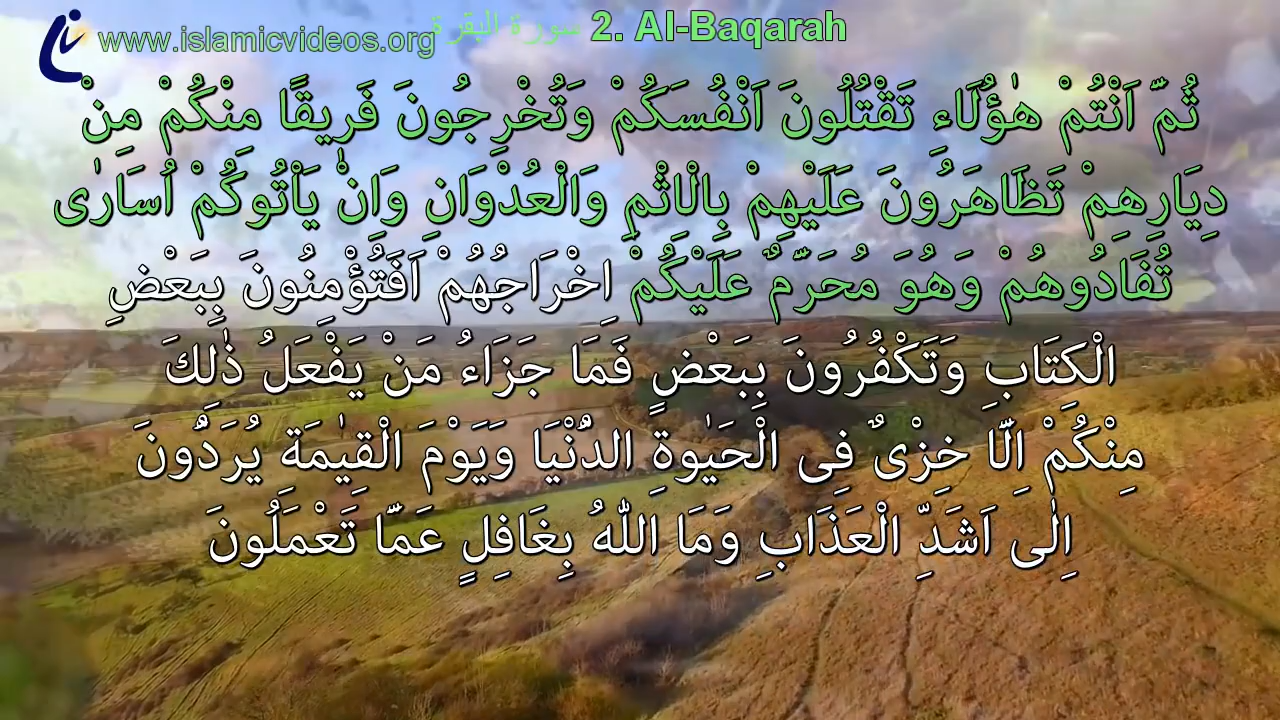 www.islamicvideos.org
سورة البقرة 2. Al-Baqarah
ثُمَّ اَنْتُمْ هٰؤُلَاءِ تَقْتُلُونَ اَنْفُسَكُمْ وَتُخْرِجُونَ فَرِيقًا مِنْكُمْ مِنْ
دِيَارِهِمْ تَظَاهَرُونَ عَلَيْهِمْ بِالْاِثْمِ وَالْعُدْوَانِ وَاِنْ يَاْتُوكُمْ اُسَارٰى
تُفَادُوهُمْ وَهُوَ مُحَرَّمٌ عَلَيْكُمْ اِخْرَاجُهُمْ اَفَتُؤْمِنُونَ بِبَعْضِ
الْكِتَابِ وَتَكْفُرُونَ بِبَعْضٍ فَمَا جَزَاءُ مَنْ يَفْعَلُ ذٰلِكَ
مِنْكُمْ اِلَّا خِزْىٌ فِى الْحَيٰوةِ الدُّنْيَا وَيَوْمَ الْقِيٰمَةِ يُرَدُّونَ
اِلٰى اَشَدِّ الْعَذَابِ وَمَا اللّٰهُ بِغَافِلٍ عَمَّا تَعْمَلُونَ